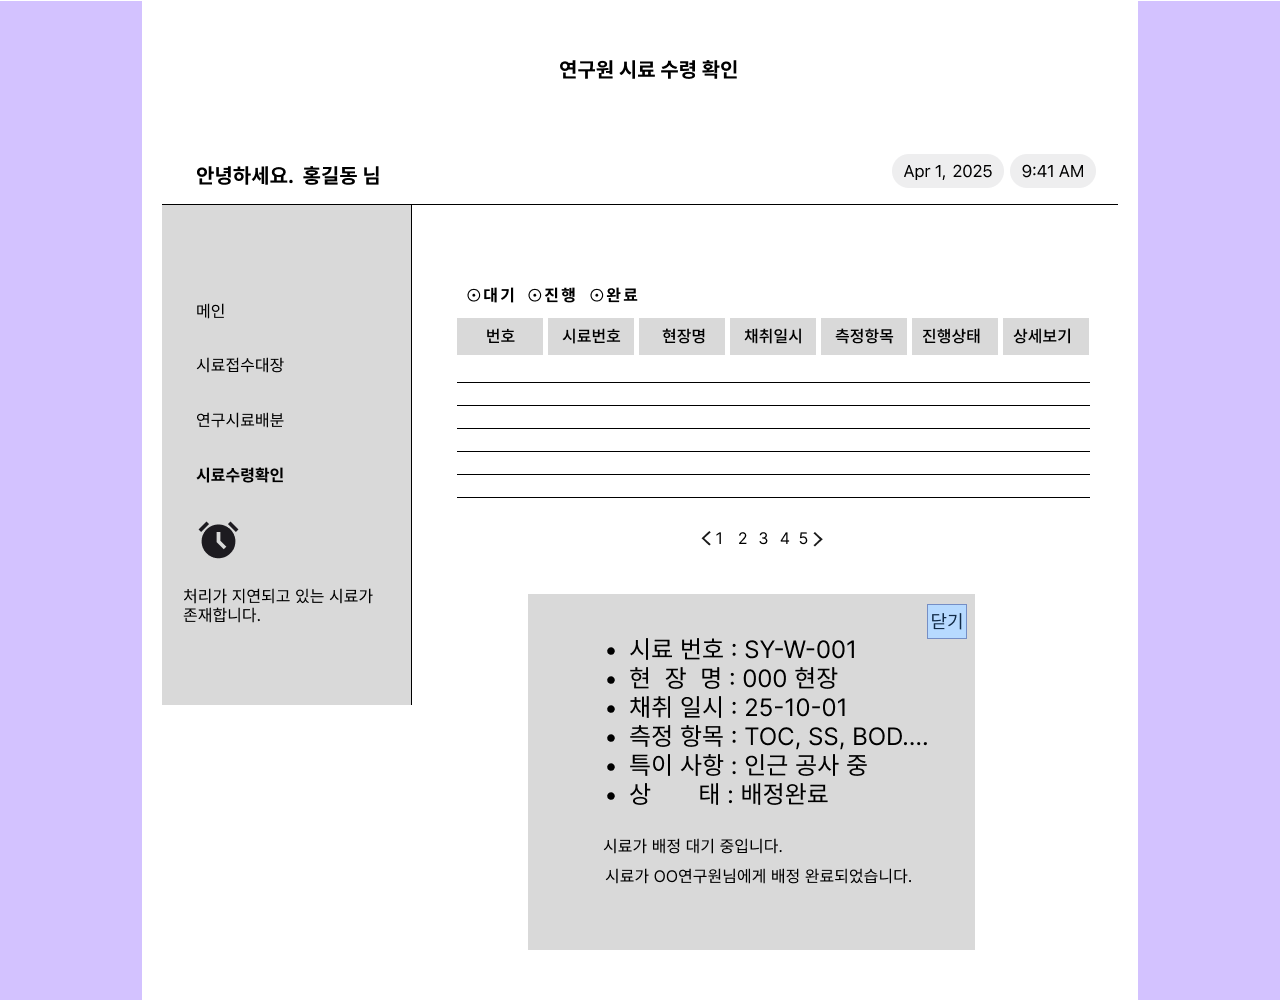 연구원 시료 수령 확인
안녕하세요. 홍길동 님
Apr 1, 2025 9:41 AM
메인
시료접수대장
연구시료배분
시료수령확인
처리가 지연되고 있는 시료가
존재합니다.
⊙대기 ⊙진행 ⊙완료
번호 시료번호 현장명 채취일시 측정항목 진행상태 상세보기
< 1 2 3 4 5 >
닫기
• 시료 번호 : SY-W-001
• 현 장 명 : 000 현장
• 채취 일시 : 25-10-01
• 측정 항목 : TOC, SS, BOD....
• 특이 사항 : 인근 공사 중
• 상 태 : 배정완료
시료가 배정 대기 중입니다.
시료가 OO연구원님에게 배정 완료되었습니다.